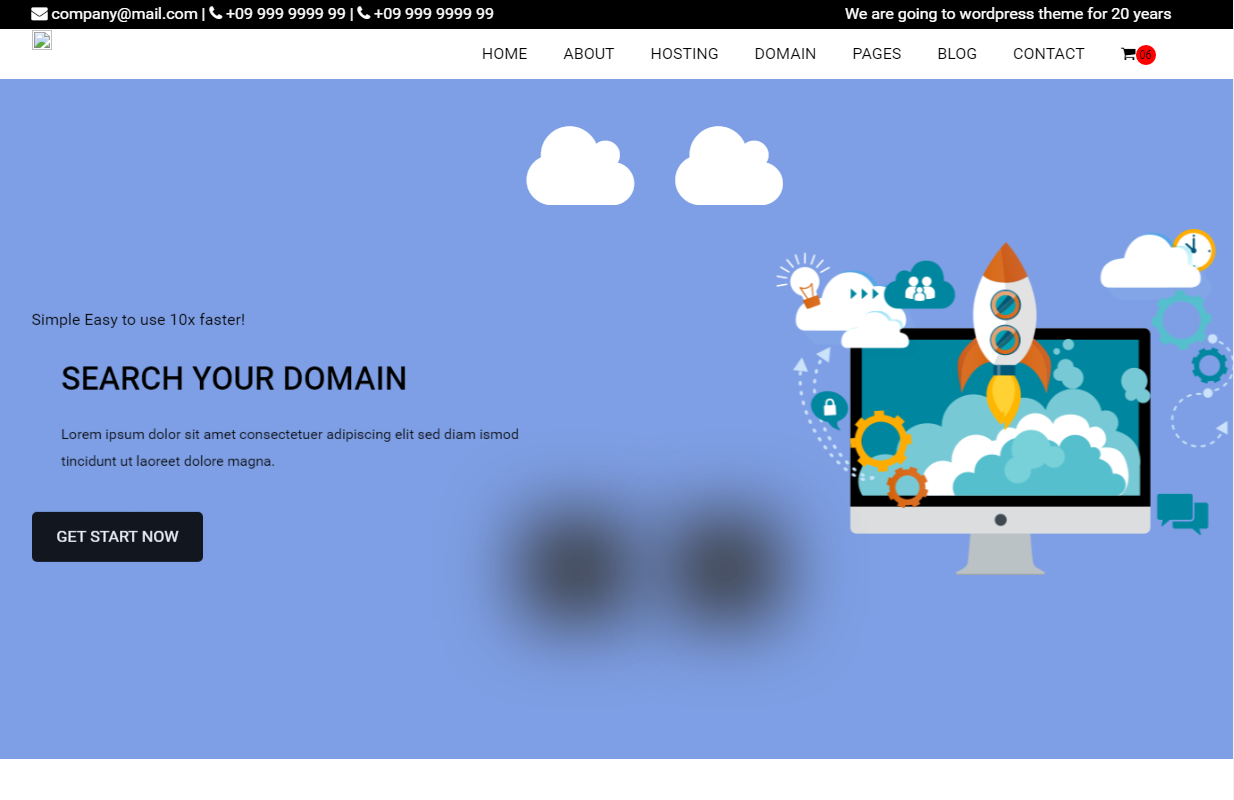 company@mail.com | +09 999 9999 99 | +09 999 9999 99
We are going to wordpress theme for 20 years
HOME ABOUT HOSTING DOMAIN PAGES BLOG CONTACT 06
Simple Easy to use 10x faster!
SEARCH YOUR DOMAIN
Lorem ipsum dolor sit amet consectetuer adipiscing elit sed diam ismod
tincidunt ut laoreet dolore magna.
GET START NOW